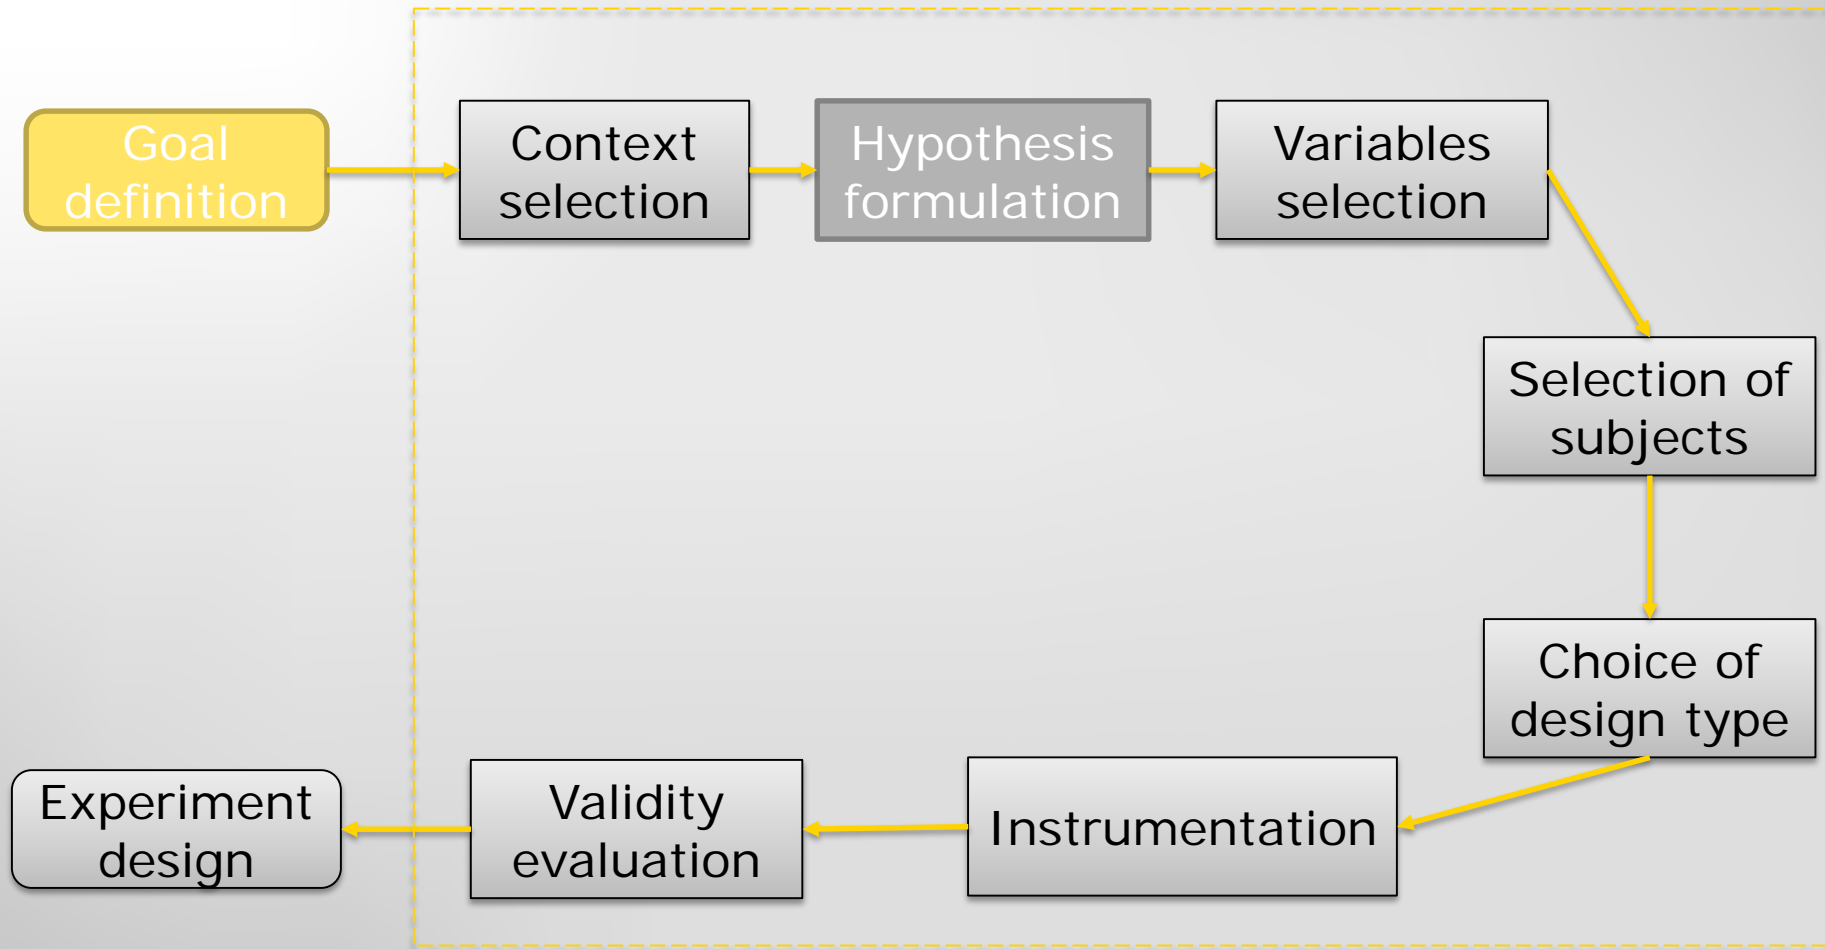 Goal
definition
Context
selection
Hypothesis
formulation
Variables
selection
Selection of
subjects
Choice of
design type
Instrumentation
Validity
evaluation
Experiment
design